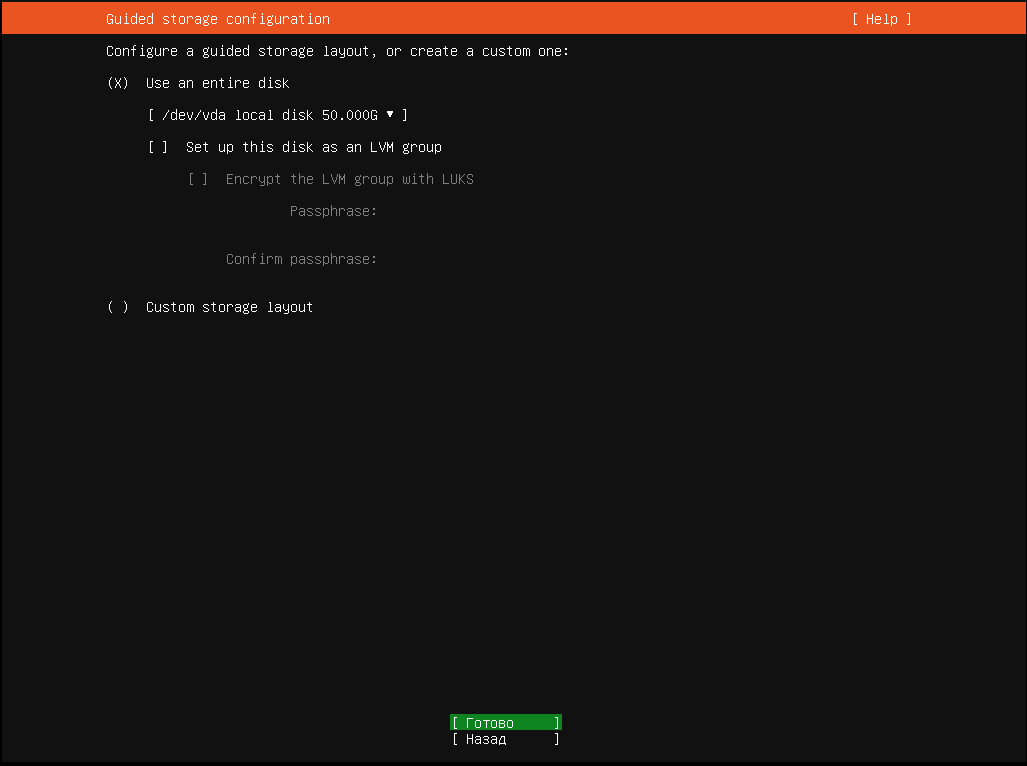 Guided storage configuration [ Help ]
Configure a guided storage layout, or create a custom one:
(X) Use an entire disk
[ /dev/vda local disk 50.000G ▾ ]
[ ] Set up this disk as an LVM group
[ ] Encrypt the LVM group with LUKS
Passphrase:
Confirm passphrase:
( ) Custom storage layout
[ Готово ]
[ Назад ]